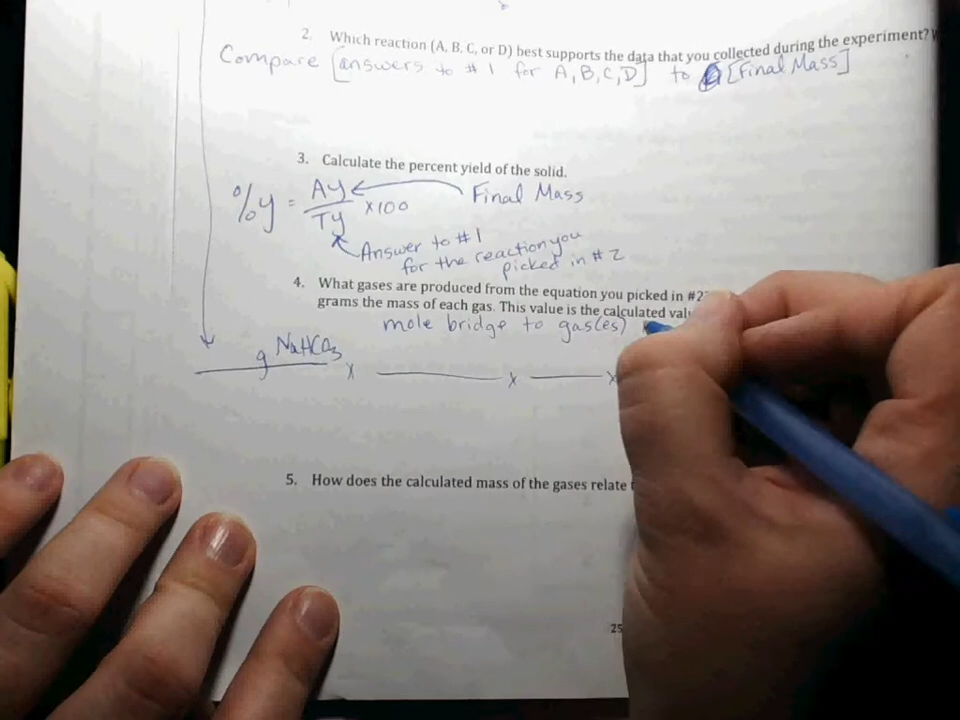 2. Which reaction (A, B, C, or D) best supports the data that you collected during the experiment?
Compare [answers to #1 for A, B, C, D] to [Final Mass]
3. Calculate the percent yield of the solid.
%y = AY / TY x100 Final Mass
Answer to #1
for the reaction you
picked in #2
4. What gases are produced from the equation you picked in #2?
grams the mass of each gas. This value is the calculated
mole bridge to gas(es)
g NaHCO3 x x x
5. How does the calculated mass of the gases relate
25